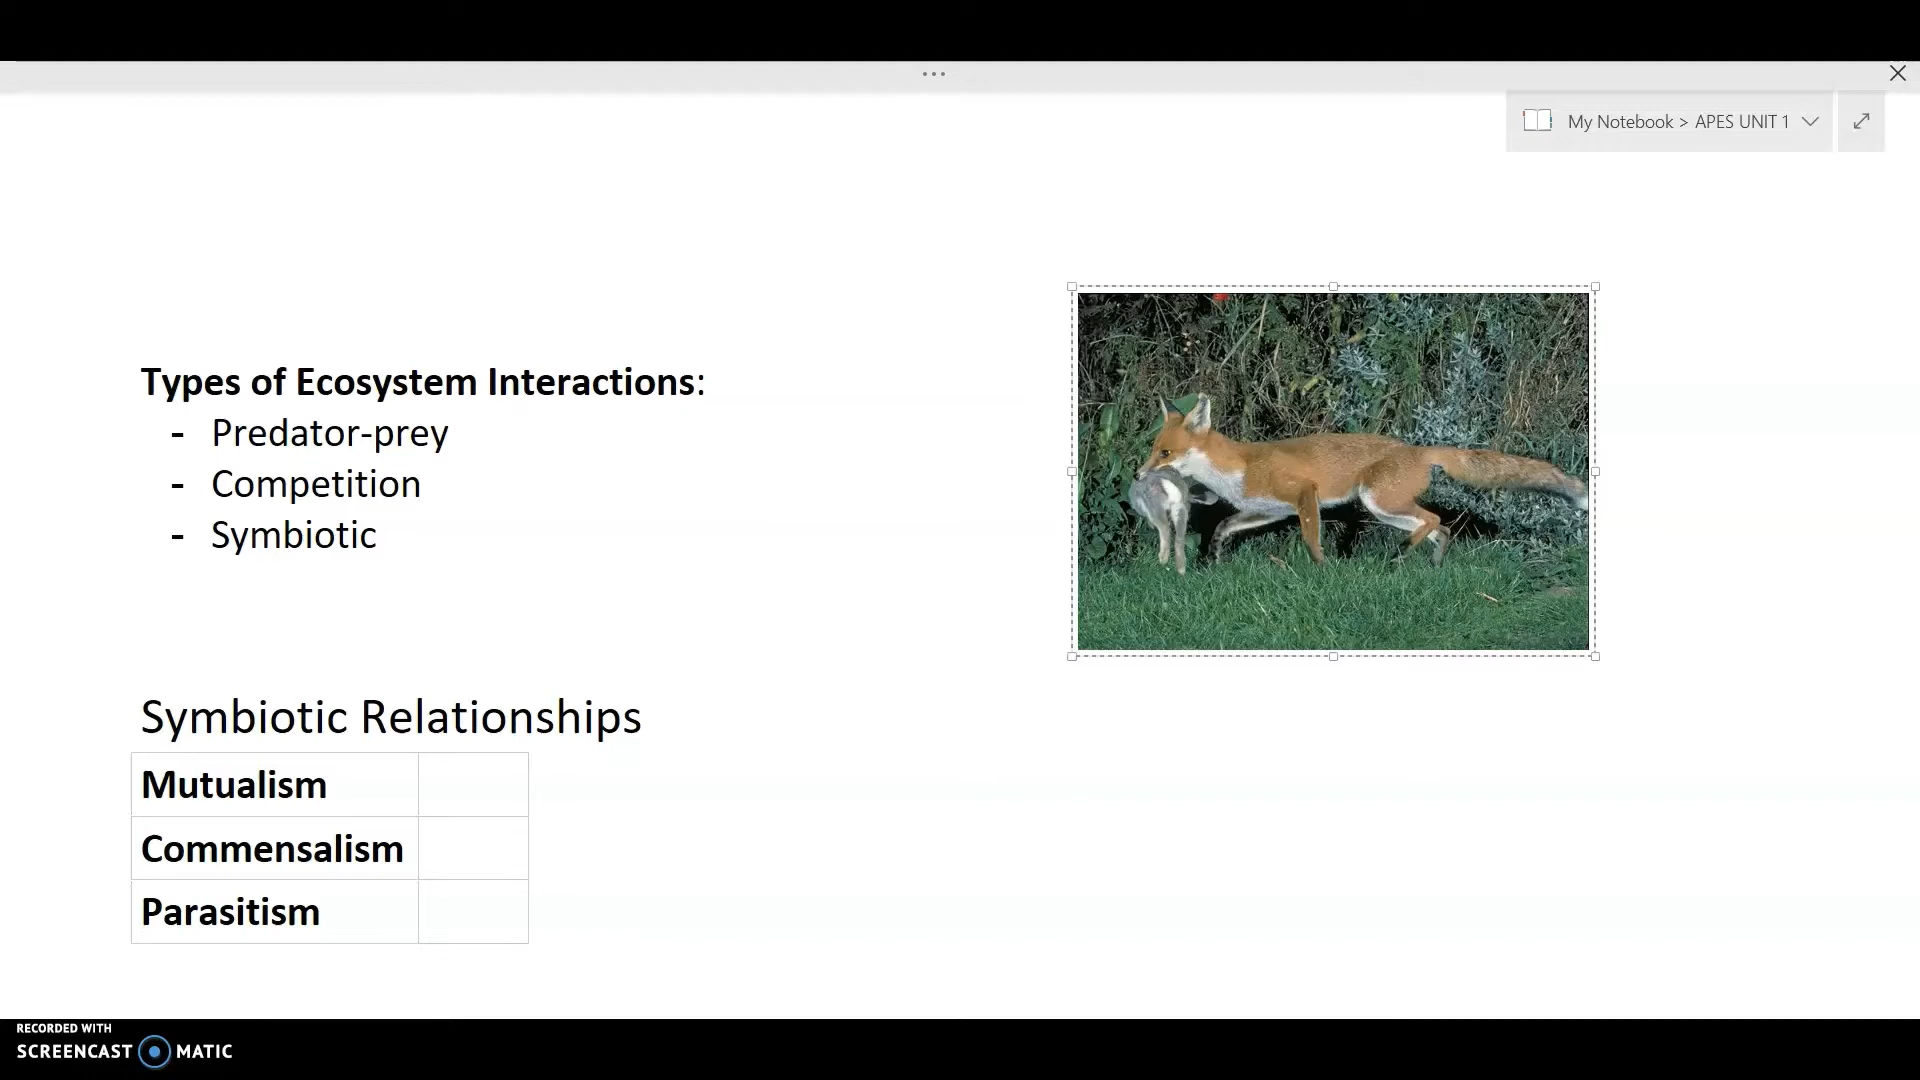 My Notebook > APES UNIT 1
Types of Ecosystem Interactions:
- Predator-prey
- Competition
- Symbiotic
Symbiotic Relationships
Mutualism
Commensalism
Parasitism
RECORDED WITH
SCREENCAST MATIC